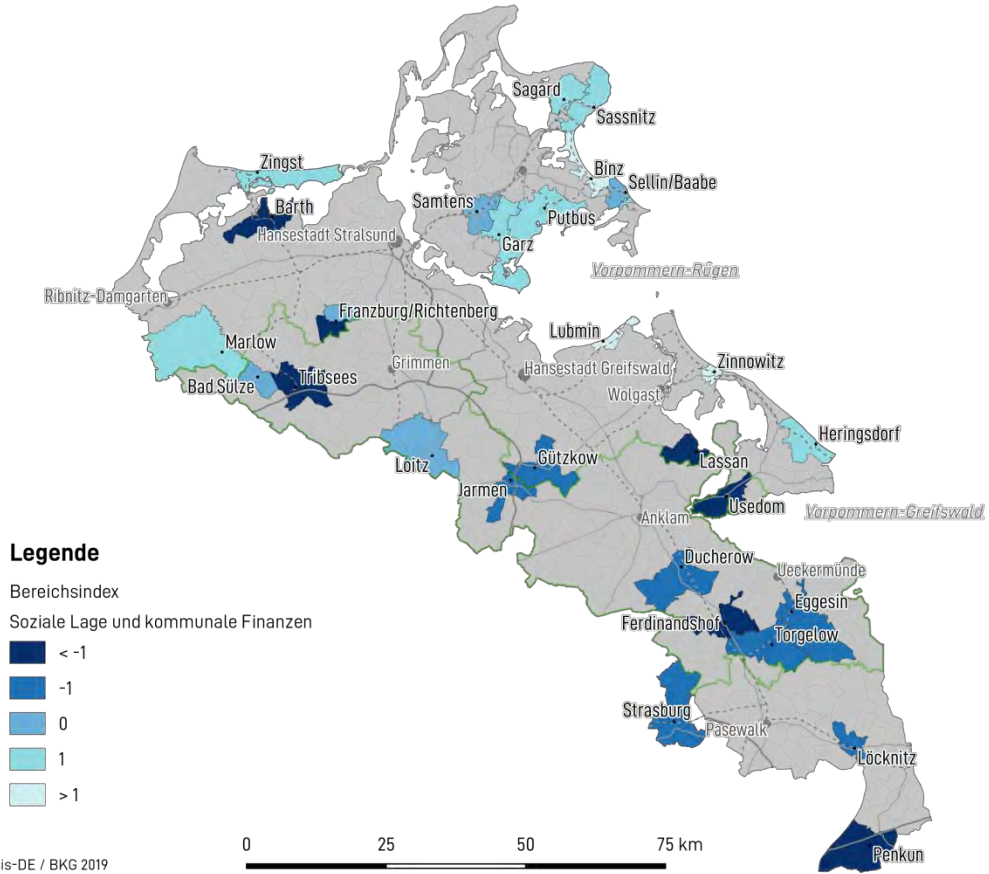 Sagard
Sassnitz
Zingst
Binz
Sellin/Baabe
Barth
Samtens
Putbus
Hansestadt Stralsund
Garz
Vorpommern-Rügen
Ribnitz-Damgarten
Franzburg/Richtenberg
Lubmin
Marlow
Zinnowitz
Grimmen
Hansestadt Greifswald
Bad Sülze
Tribsees
Wolgast
Heringsdorf
Loitz
Gützkow
Lassan
Jarmen
Usedom
Vorpommern-Greifswald
Anklam
Legende
Ducherow
Ueckermünde
Bereichsindex
Eggesin
Soziale Lage und kommunale Finanzen
Ferdinandshof
Torgelow
< -1
-1
Strasburg
0
Pasewalk
1
Löcknitz
> 1
0 25 50 75 km
Penkun
is-DE / BKG 2019